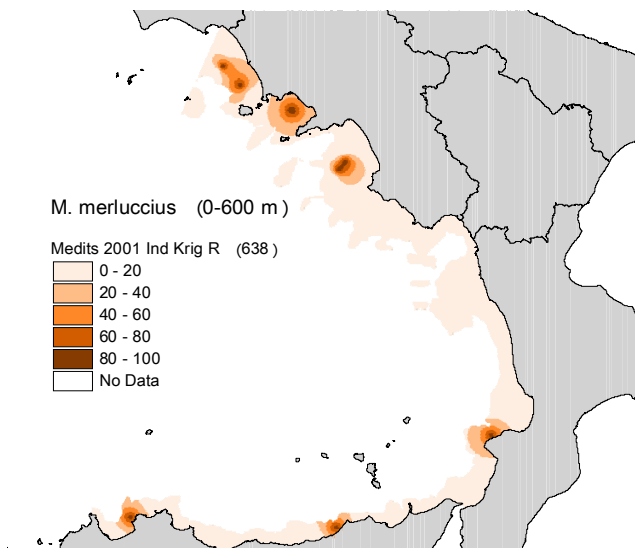 M. merluccius (0-600 m)
Medits 2001 Ind Krig R (638)
0 - 20
20 - 40
40 - 60
60 - 80
80 - 100
No Data